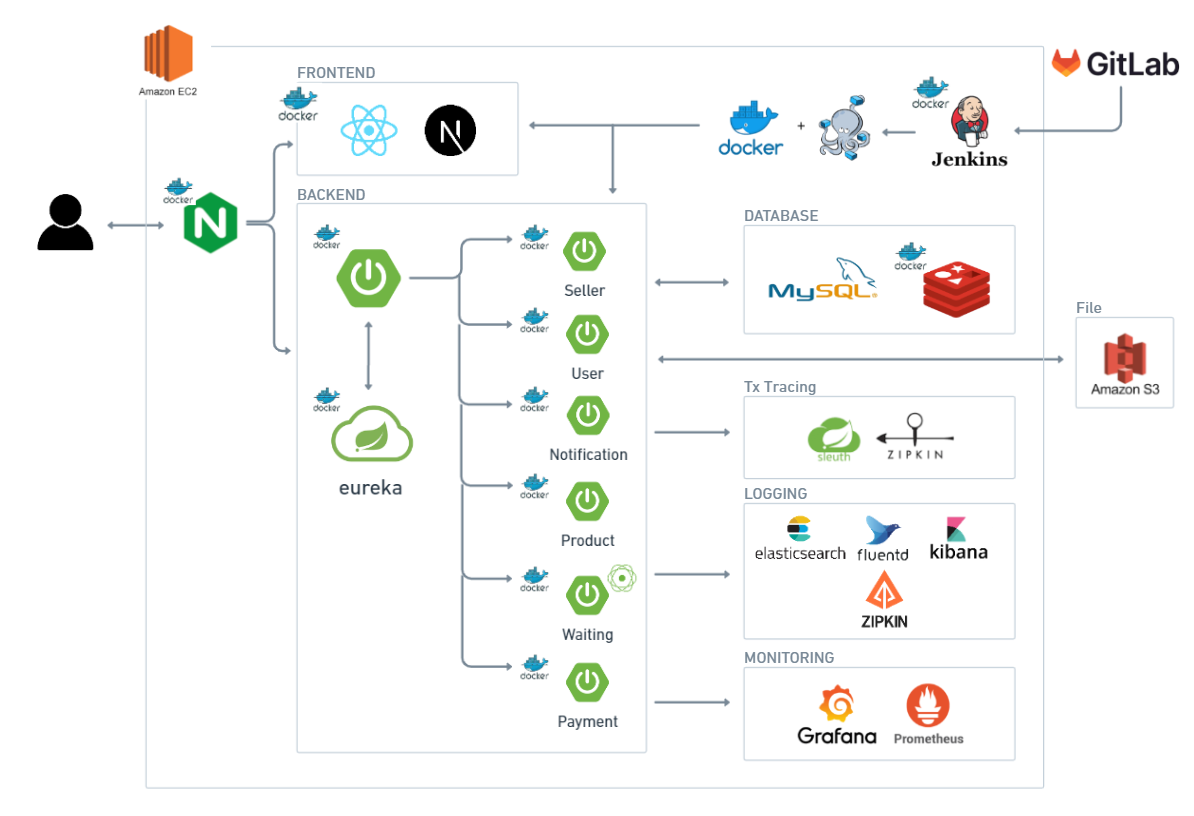 Amazon EC2
GitLab
FRONTEND
docker
N
docker
+
docker
Jenkins
docker
N
BACKEND
docker
eureka
docker
docker
Seller
docker
User
docker
Notification
docker
Product
docker
Waiting
docker
Payment
DATABASE
MySQL
docker
File
Amazon S3
Tx Tracing
sleuth
ZIPKIN
LOGGING
elasticsearch
fluentd
kibana
ZIPKIN
MONITORING
Grafana
Prometheus